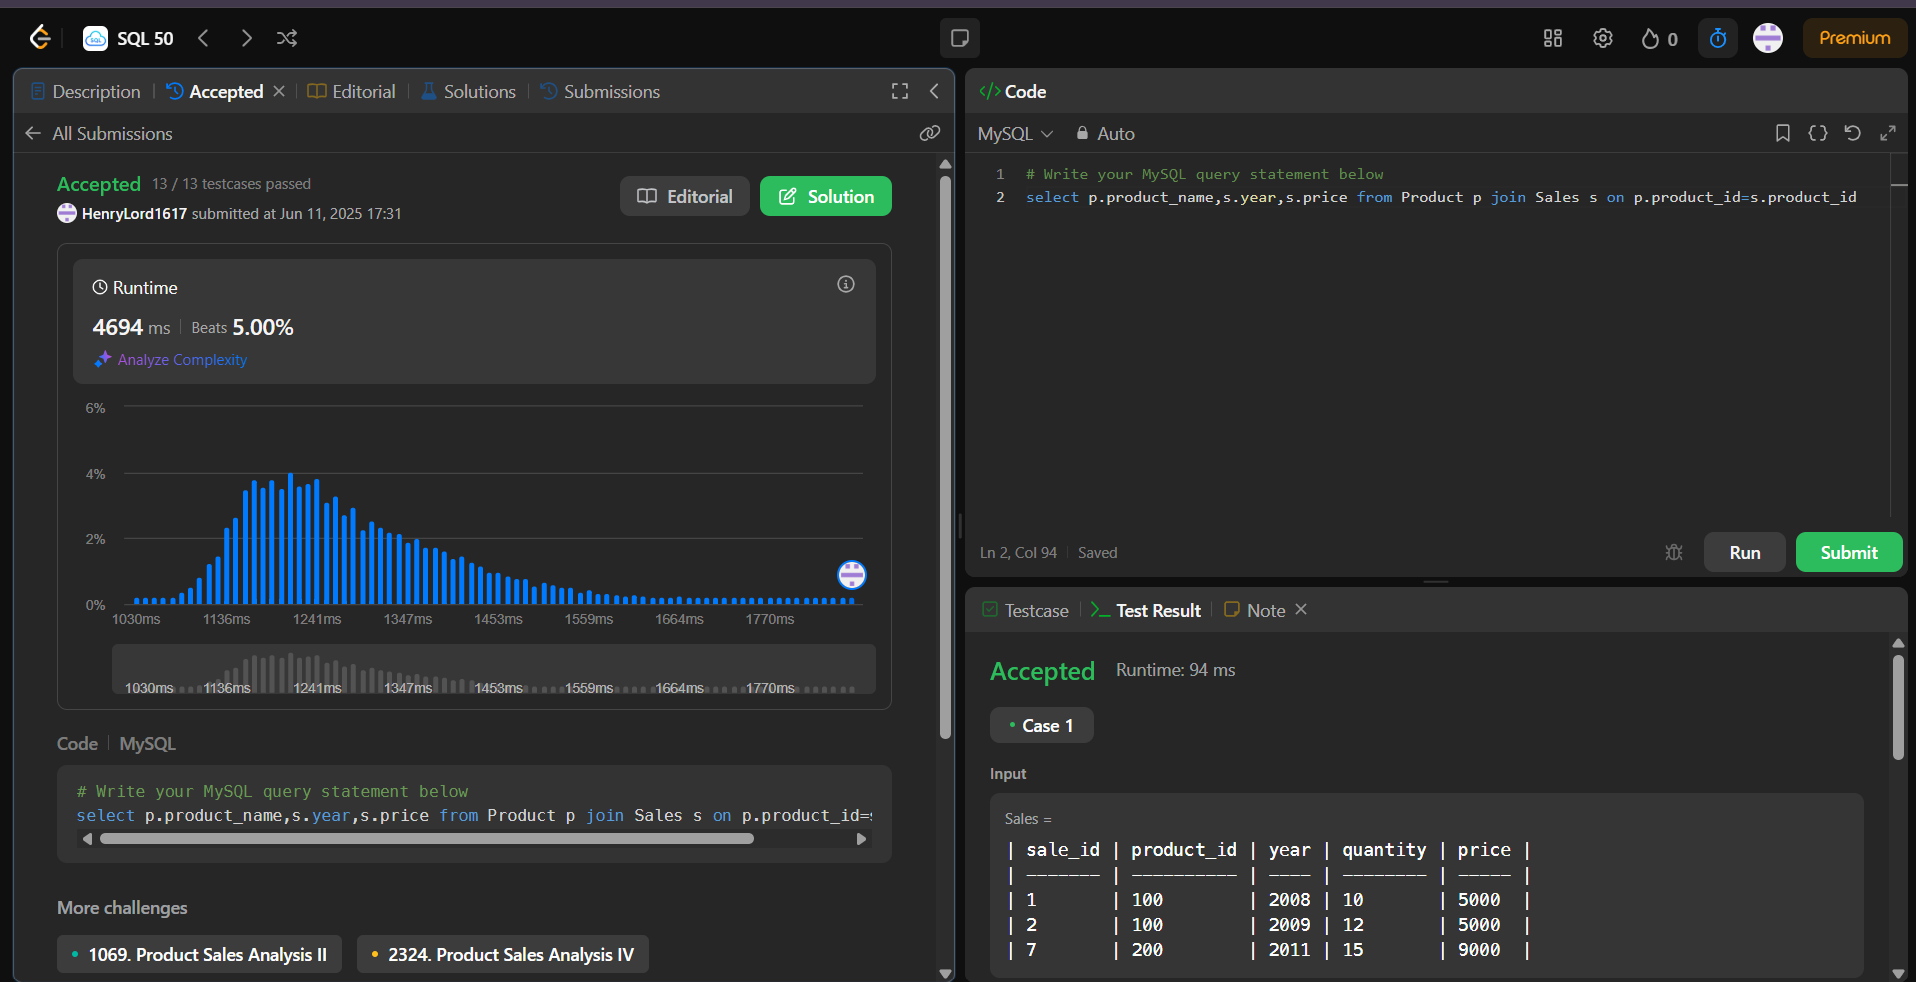 SQL 50
0
Premium
Description | Accepted | Editorial | Solutions | Submissions
All Submissions
Accepted 13 / 13 testcases passed
HenryLord1617 submitted at Jun 11, 2025 17:31
Editorial
Solution
Runtime
4694 ms | Beats 5.00%
Analyze Complexity
6%
4%
2%
0%
1030ms 1136ms 1241ms 1347ms 1453ms 1559ms 1664ms 1770ms
1030ms 1136ms 1241ms 1347ms 1453ms 1559ms 1664ms 1770ms
Code | MySQL
# Write your MySQL query statement below
select p.product_name,s.year,s.price from Product p join Sales s on p.product_id=
More challenges
1069. Product Sales Analysis II
2324. Product Sales Analysis IV
</> Code
MySQL Auto
1 # Write your MySQL query statement below
2 select p.product_name,s.year,s.price from Product p join Sales s on p.product_id=s.product_id
Ln 2, Col 94 | Saved
Run
Submit
Testcase | >_ Test Result | Note
Accepted Runtime: 94 ms
• Case 1
Input
Sales =
| sale_id | product_id | year | quantity | price |
| ------- | ---------- | ---- | -------- | ----- |
| 1 | 100 | 2008 | 10 | 5000 |
| 2 | 100 | 2009 | 12 | 5000 |
| 7 | 200 | 2011 | 15 | 9000 |